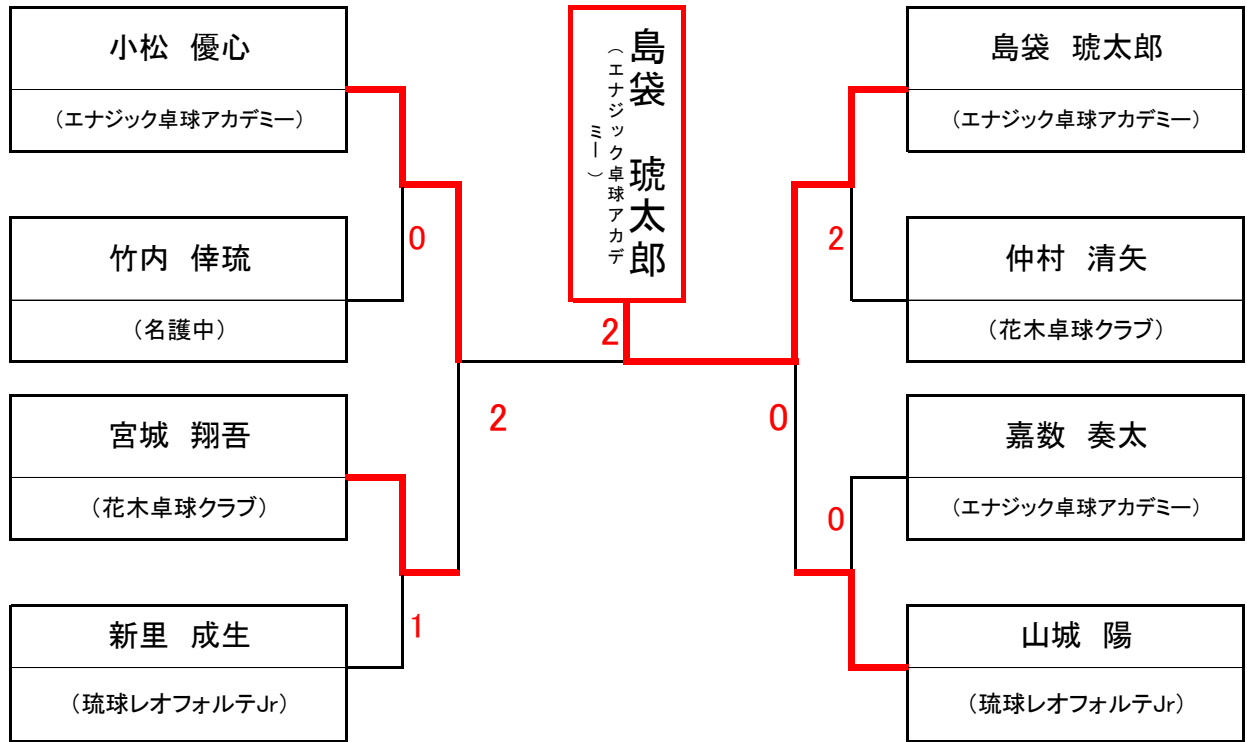 小松　優心
（エナジック卓球アカデミー）
0
竹内　倖琉
（名護中）
宮城　翔吾
（花木卓球クラブ）
2
1
新里　成生
（琉球レオフォルテJr）
島袋　琥太郎
（エナジック卓球アカデ
ミー）
2
島袋　琥太郎
（エナジック卓球アカデミー）
2
仲村　清矢
（花木卓球クラブ）
0
嘉数　奏太
（エナジック卓球アカデミー）
0
山城　陽
（琉球レオフォルテJr）